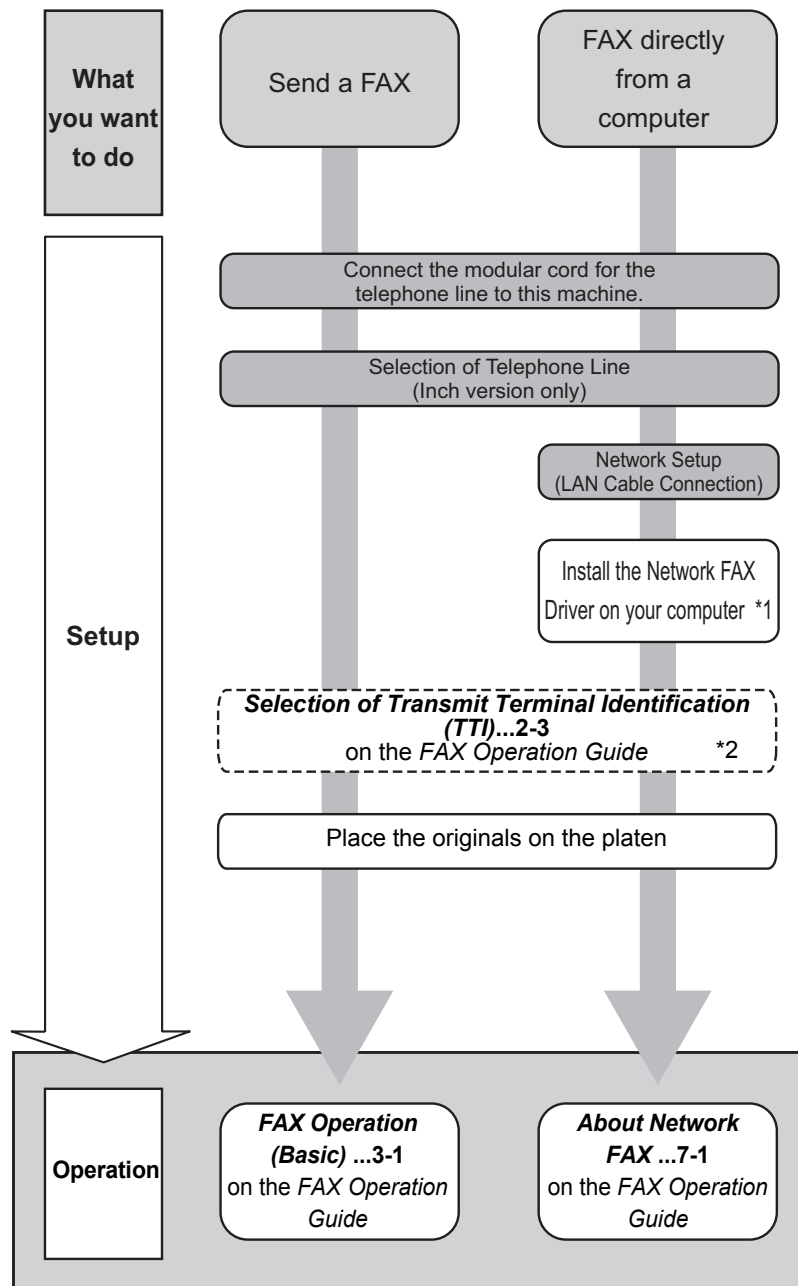 What
you want
to do
Send a FAX
FAX directly
from a
computer
Setup
Connect the modular cord for the
telephone line to this machine.
Selection of Telephone Line
(Inch version only)
Network Setup
(LAN Cable Connection)
Install the Network FAX
Driver on your computer *1
Selection of Transmit Terminal Identification
(TTI)...2-3
on the FAX Operation Guide *2
Place the originals on the platen
Operation
FAX Operation
(Basic) ...3-1
on the FAX Operation
Guide
About Network
FAX ...7-1
on the FAX Operation
Guide